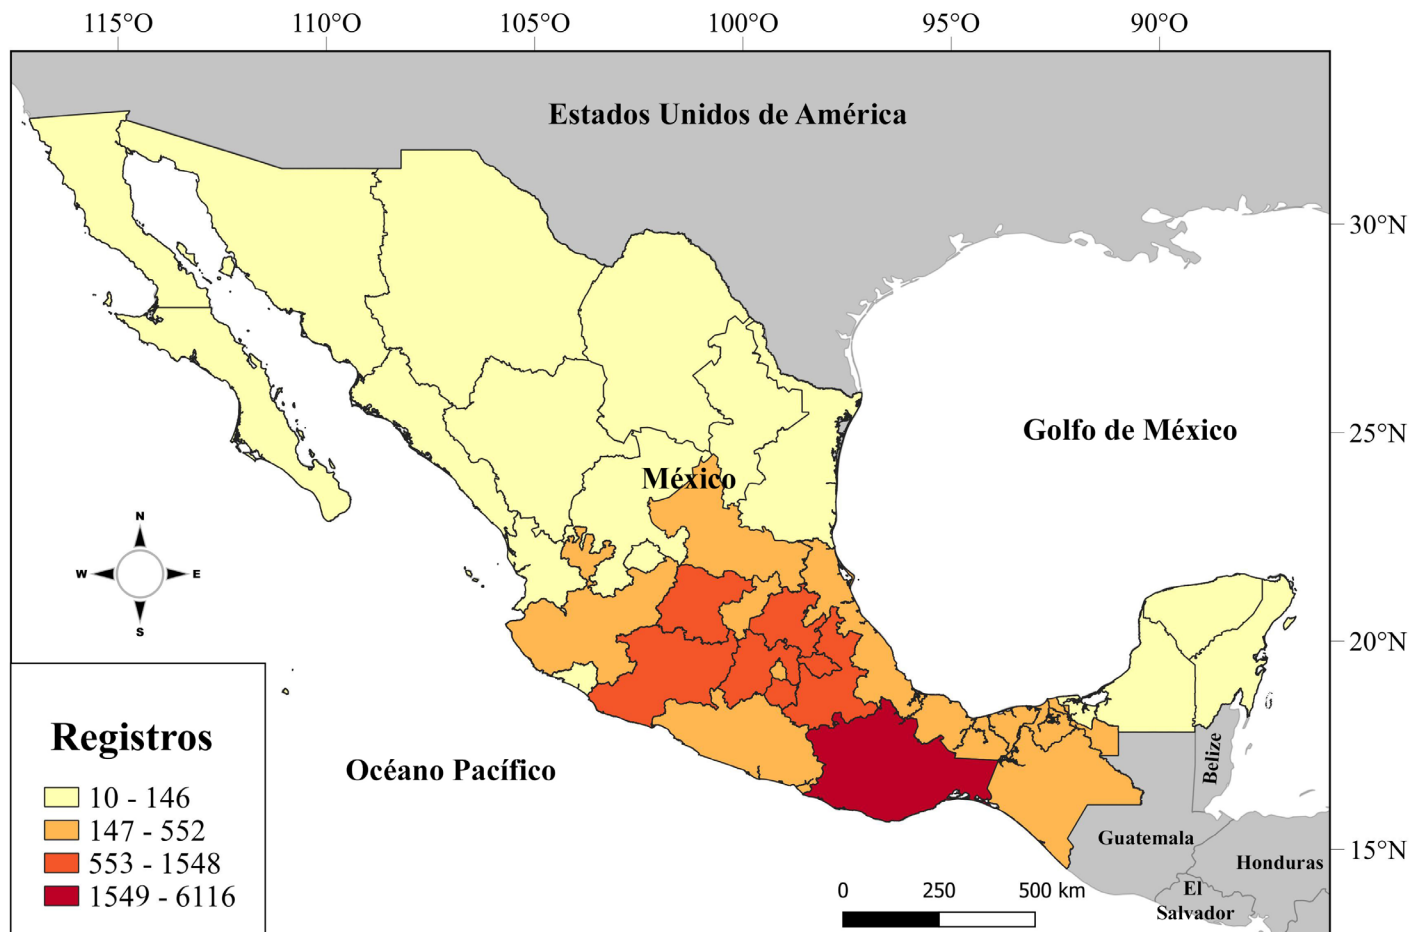 115°O 110°O 105°O 100°O 95°O 90°O
Estados Unidos de América
30°N
Golfo de México
25°N
México
N
W E
S
20°N
Registros
10 - 146
147 - 552
553 - 1548
1549 - 6116
Océano Pacífico
Belize
Guatemala
15°N
Honduras
El
Salvador
0 250 500 km